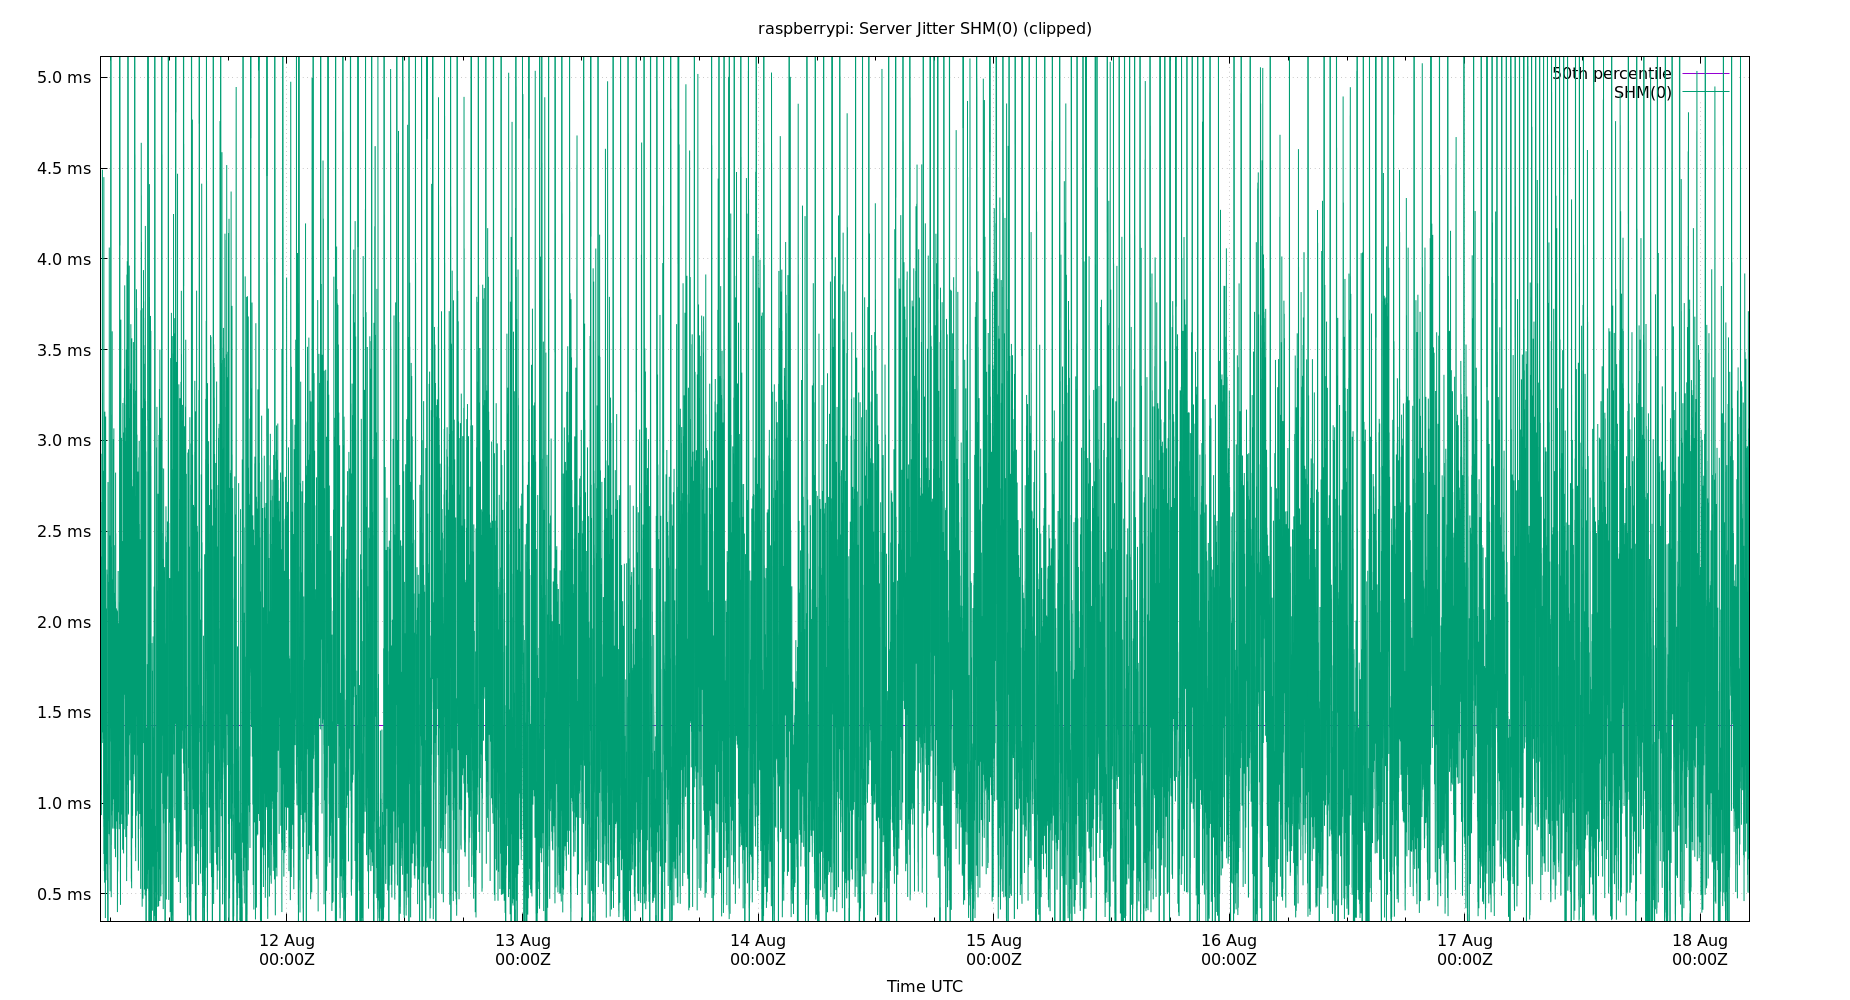 raspberrypi: Server Jitter SHM(0) (clipped)
50th percentile
SHM(0)
5.0 ms
4.5 ms
4.0 ms
3.5 ms
3.0 ms
2.5 ms
2.0 ms
1.5 ms
1.0 ms
0.5 ms
12 Aug 13 Aug 14 Aug 15 Aug 16 Aug 17 Aug 18 Aug
00:00Z 00:00Z 00:00Z 00:00Z 00:00Z 00:00Z 00:00Z
Time UTC